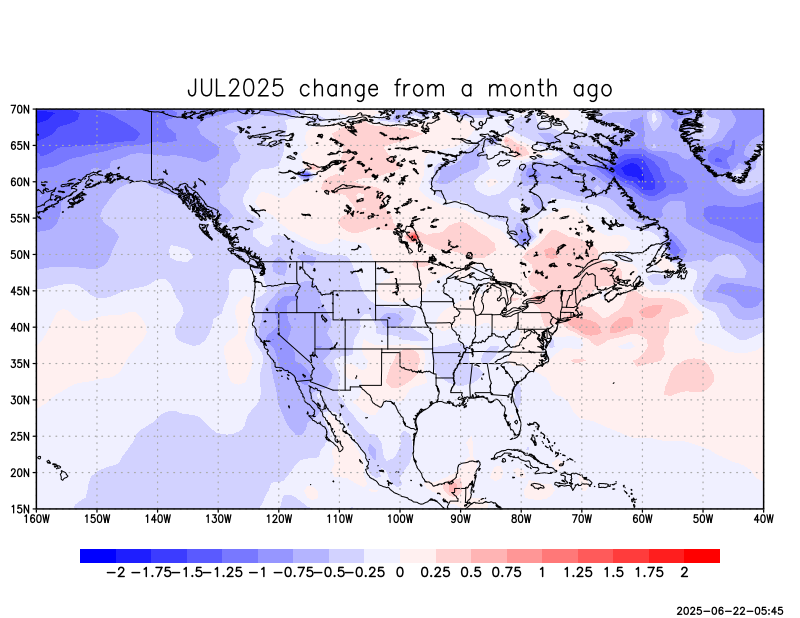 JUL2025 change from a month ago
70N
65N
60N
55N
50N
45N
40N
35N
30N
25N
20N
15N
160W 150W 140W 130W 120W 110W 100W 90W 80W 70W 60W 50W 40W
−2 −1.75−1.5−1.25 −1 −0.75−0.5−0.25 0 0.25 0.5 0.75 1 1.25 1.5 1.75 2
2025-06-22-05:45